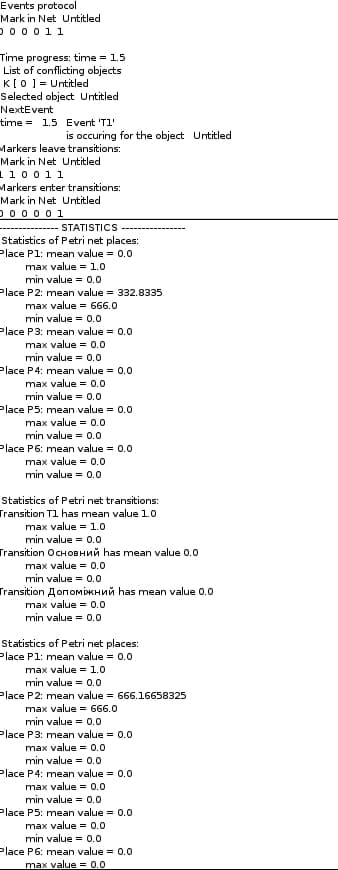 Events protocol
Mark in Net Untitled
0 0 0 0 1 1
Time progress: time = 1.5
List of conflicting objects
K [ 0 ] = Untitled
Selected object Untitled
NextEvent
time = 1.5 Event 'T1'
is occuring for the object Untitled
Markers leave transitions:
Mark in Net Untitled
1 1 0 0 1 1
Markers enter transitions:
Mark in Net Untitled
0 0 0 0 0 1
--------------- STATISTICS ----------------
Statistics of Petri net places:
Place P1: mean value = 0.0
max value = 1.0
min value = 0.0
Place P2: mean value = 332.8335
max value = 666.0
min value = 0.0
Place P3: mean value = 0.0
max value = 0.0
min value = 0.0
Place P4: mean value = 0.0
max value = 0.0
min value = 0.0
Place P5: mean value = 0.0
max value = 0.0
min value = 0.0
Place P6: mean value = 0.0
max value = 0.0
min value = 0.0
Statistics of Petri net transitions:
Transition T1 has mean value 1.0
max value = 1.0
min value = 0.0
Transition Основний has mean value 0.0
max value = 0.0
min value = 0.0
Transition Допоміжний has mean value 0.0
max value = 0.0
min value = 0.0
Statistics of Petri net places:
Place P1: mean value = 0.0
max value = 1.0
min value = 0.0
Place P2: mean value = 666.16658325
max value = 666.0
min value = 0.0
Place P3: mean value = 0.0
max value = 0.0
min value = 0.0
Place P4: mean value = 0.0
max value = 0.0
min value = 0.0
Place P5: mean value = 0.0
max value = 0.0
min value = 0.0
Place P6: mean value = 0.0
max value = 0.0